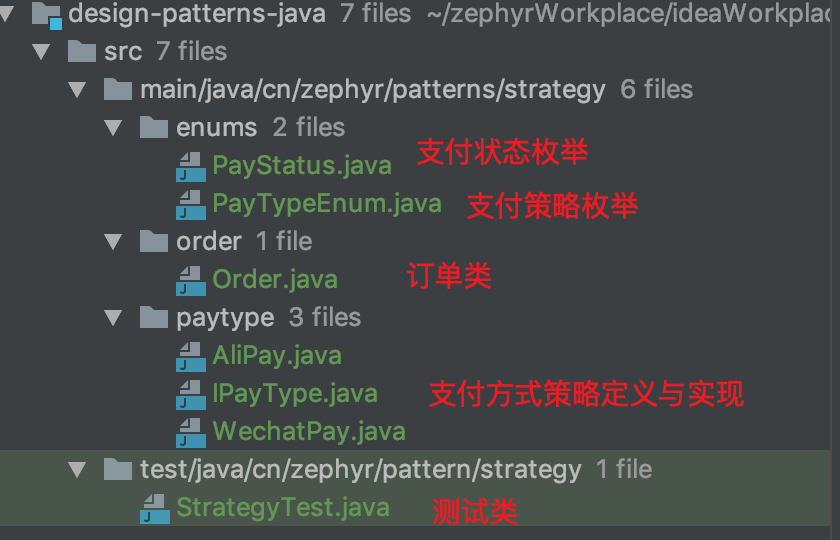 design-patterns-java 7 files ~/zephyrWorkplace/ideaWorkplac
src 7 files
main/java/cn/zephyr/patterns/strategy 6 files
enums 2 files
PayStatus.java 支付状态枚举
PayTypeEnum.java 支付策略枚举
order 1 file
Order.java 订单类
paytype 3 files
AliPay.java
IPayType.java 支付方式策略定义与实现
WechatPay.java
test/java/cn/zephyr/pattern/strategy 1 file
StrategyTest.java 测试类